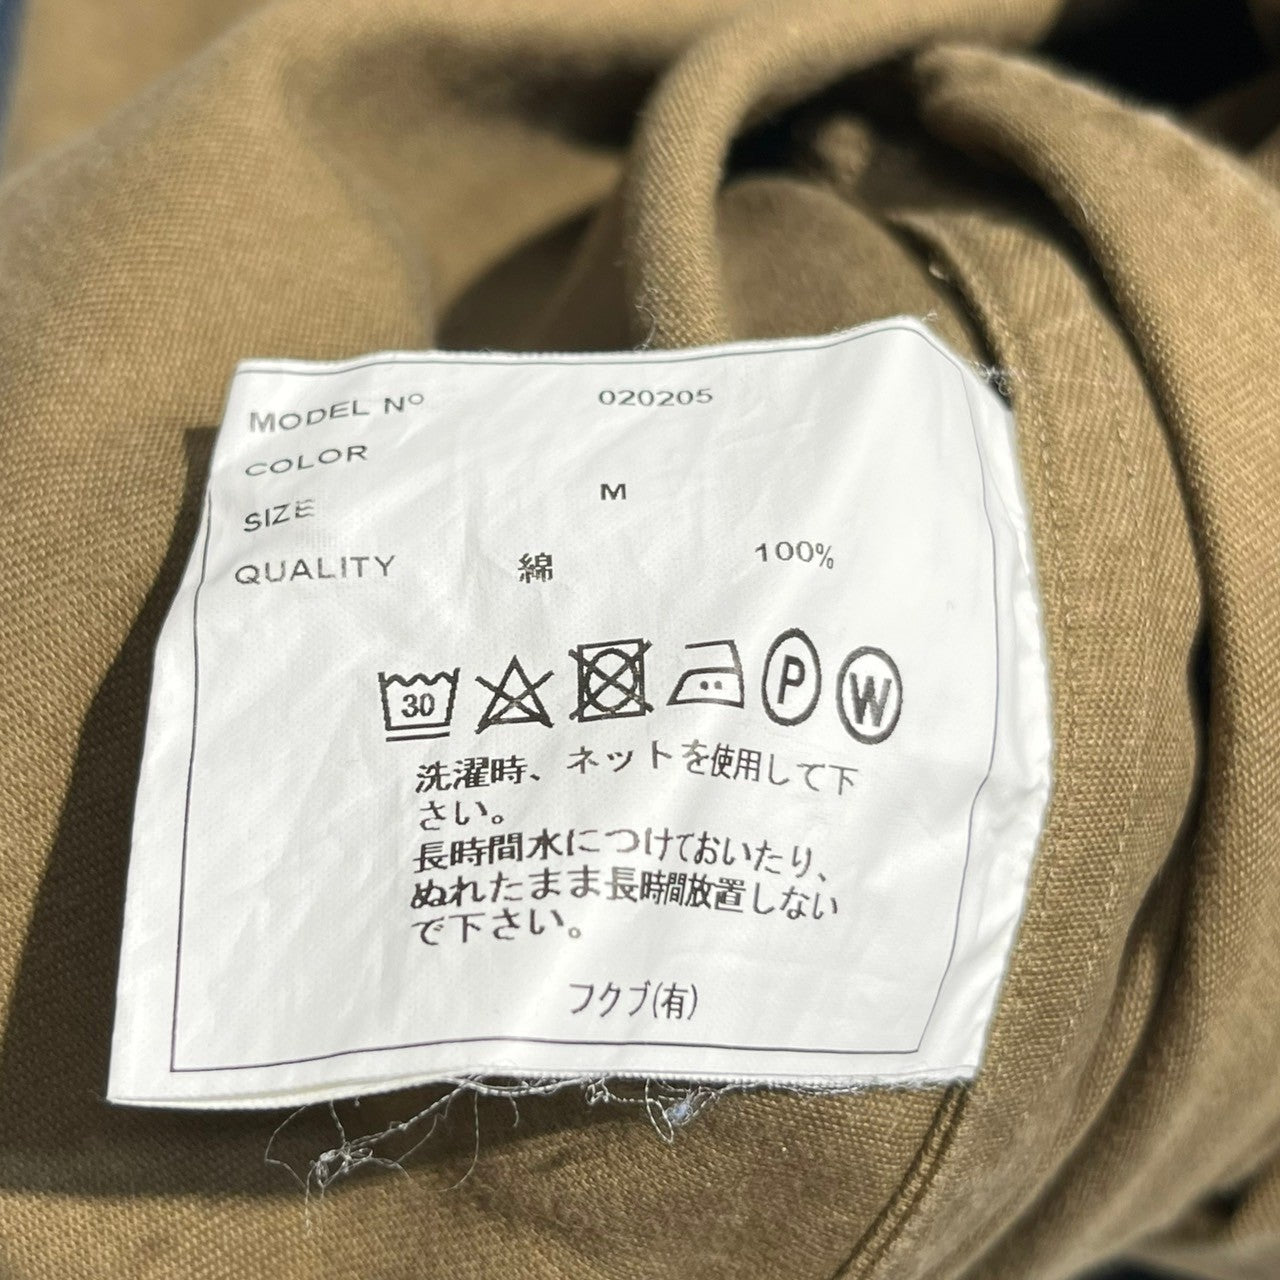 MODEL Nº 020205
COLOR
SIZE M
QUALITY 綿 100%
30 P W
洗濯時、ネットを使用して下
さい。
長時間水につけておいたり、
ぬれたまま長時間放置しない
で下さい。
フクブ(有)